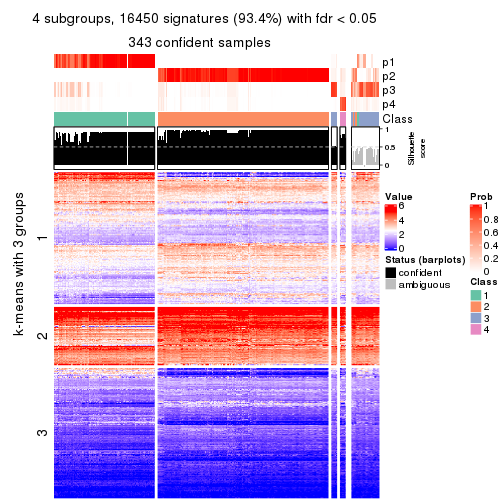 4 subgroups, 16450 signatures (93.4%) with fdr < 0.05
343 confident samples
p1
p2
p3
p4
Class
1
0.5
0
Silhouette
score
k-means with 3 groups
1
2
3
Value
6
4
2
0
Status (barplots)
confident
ambiguous
Prob
1
0.8
0.6
0.4
0.2
0
Class
1
2
3
4